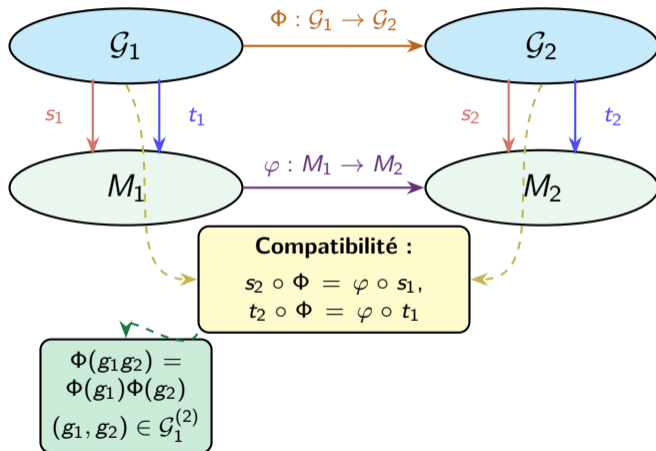 Φ : 𝒢₁ → 𝒢₂
𝒢₁
𝒢₂
s₁
t₁
s₂
t₂
φ : M₁ → M₂
M₁
M₂
Compatibilité :
s₂ ∘ Φ = φ ∘ s₁,
t₂ ∘ Φ = φ ∘ t₁
Φ(g₁g₂) =
Φ(g₁)Φ(g₂)
(g₁, g₂) ∈ 𝒢₁⁽²⁾